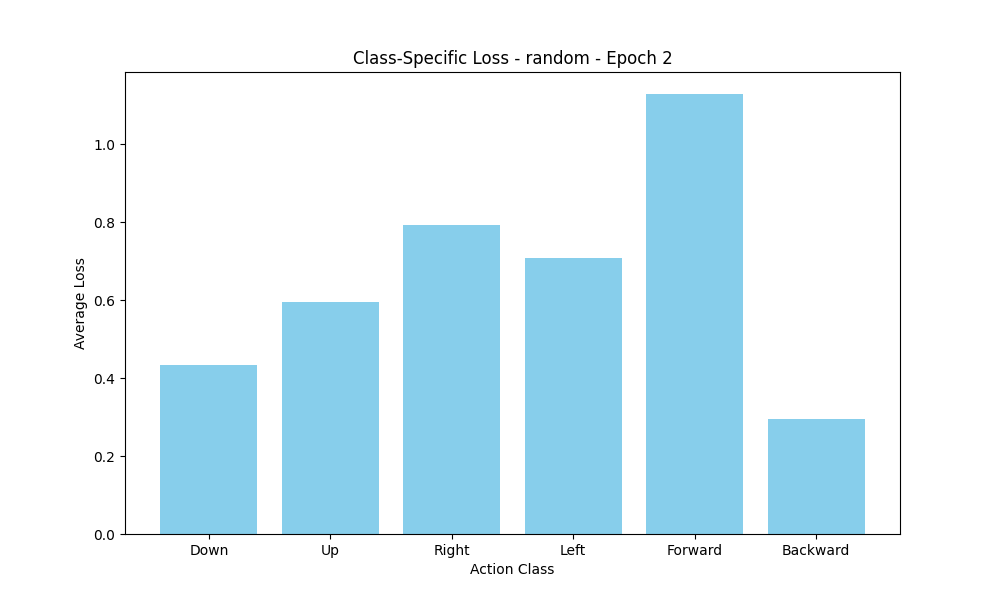 Class-Specific Loss - random - Epoch 2
Average Loss
1.0
0.8
0.6
0.4
0.2
0.0
Down Up Right Left Forward Backward
Action Class